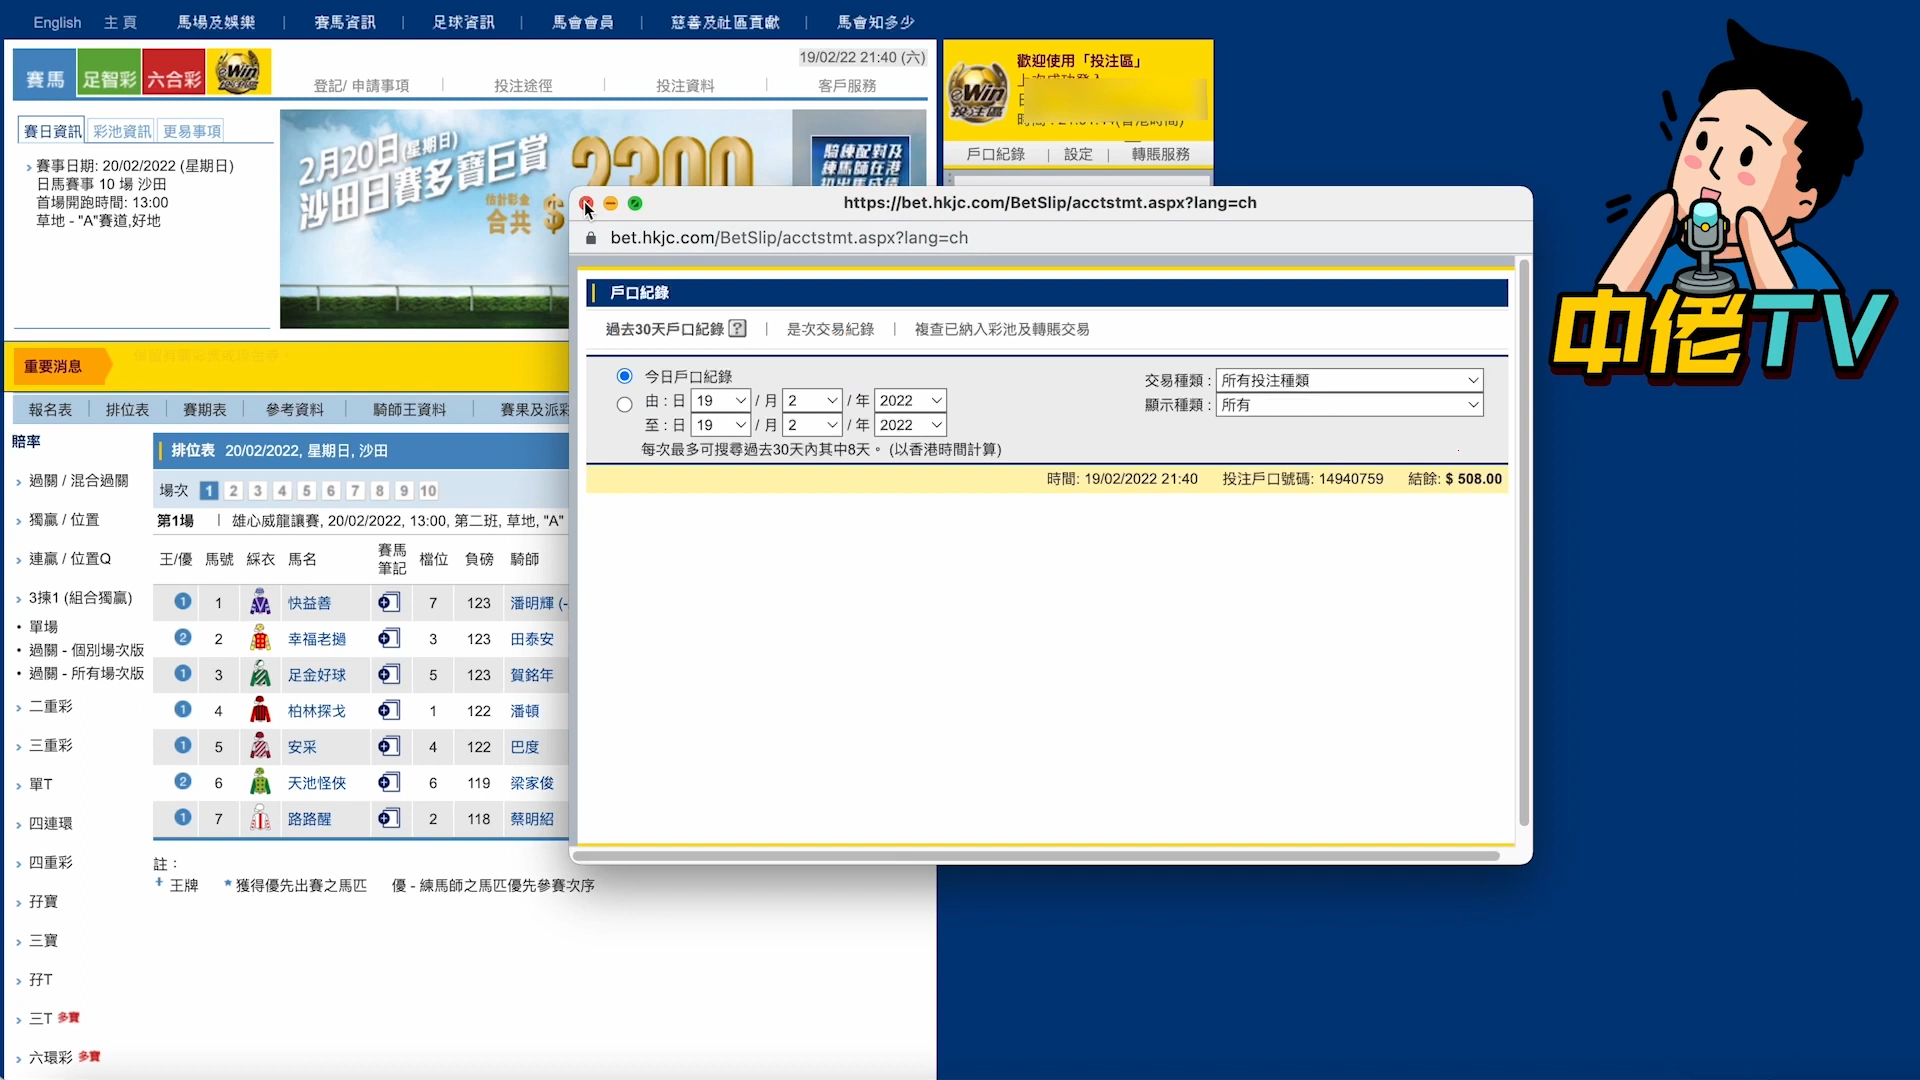 English 主頁 馬場及娛樂 | 賽馬資訊 | 足球資訊 | 馬會會員 | 慈善及社區貢獻 | 馬會知多少
賽馬 足智彩 六合彩 eWin
19/02/22 21:40 (六)
登記/ 申請事項 | 投注途徑 | 投注資料 | 客戶服務
賽日資訊 彩池資訊 更易事項
› 賽事日期: 20/02/2022 (星期日)
日馬賽事 10 場 沙田
首場開跑時間: 13:00
草地 - "A"賽道,好地
2月20日(星期日)
沙田日賽多寶巨賞
估計彩金
合共 $
2300
騎練配對及
練馬師在港
歡迎使用「投注區」
eWin
投注區
戶口紀錄 | 設定 | 轉賬服務
重要消息
報名表 | 排位表 | 賽期表 | 參考資料 | 騎師王資料 | 賽果及派彩
賠率
› 過關 / 混合過關
› 獨贏 / 位置
› 連贏 / 位置Q
› 3揀1 (組合獨贏)
• 單場
• 過關 - 個別場次版
• 過關 - 所有場次版
› 二重彩
› 三重彩
› 單T
› 四連環
› 四重彩
› 孖寶
› 三寶
› 孖T
› 三T 多寶
› 六環彩 多寶
排位表 20/02/2022, 星期日, 沙田
場次 1 2 3 4 5 6 7 8 9 10
第1場 | 雄心威龍讓賽, 20/02/2022, 13:00, 第二班, 草地, "A"
王/優 馬號 綵衣 馬名 賽馬筆記 檔位 負磅 騎師
1 1 快益善 7 123 潘明輝 (-
2 2 幸福老撾 3 123 田泰安
1 3 足金好球 5 123 賀銘年
1 4 柏林探戈 1 122 潘頓
1 5 安采 4 122 巴度
2 6 天池怪俠 6 119 梁家俊
1 7 路路醒 2 118 蔡明紹
註 :
+ 王牌 * 獲得優先出賽之馬匹 優 - 練馬師之馬匹優先參賽次序
https://bet.hkjc.com/BetSlip/acctstmt.aspx?lang=ch
bet.hkjc.com/BetSlip/acctstmt.aspx?lang=ch
戶口紀錄
過去30天戶口紀錄 ? | 是次交易紀錄 | 複查已納入彩池及轉賬交易
今日戶口紀錄
由 : 日 19 / 月 2 / 年 2022
至 : 日 19 / 月 2 / 年 2022
每次最多可搜尋過去30天內其中8天。 (以香港時間計算)
交易種類 : 所有投注種類
顯示種類 : 所有
時間: 19/02/2022 21:40 投注戶口號碼: 14940759 結餘: $ 508.00
中佬TV